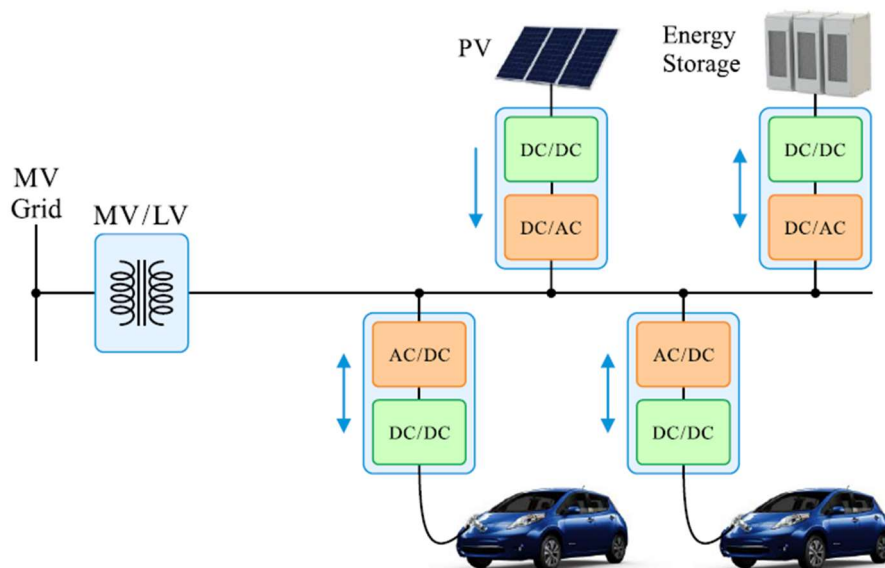 PV
Energy
Storage
DC/DC
DC/DC
MV
Grid
MV/LV
DC/AC
DC/AC
AC/DC
AC/DC
DC/DC
DC/DC